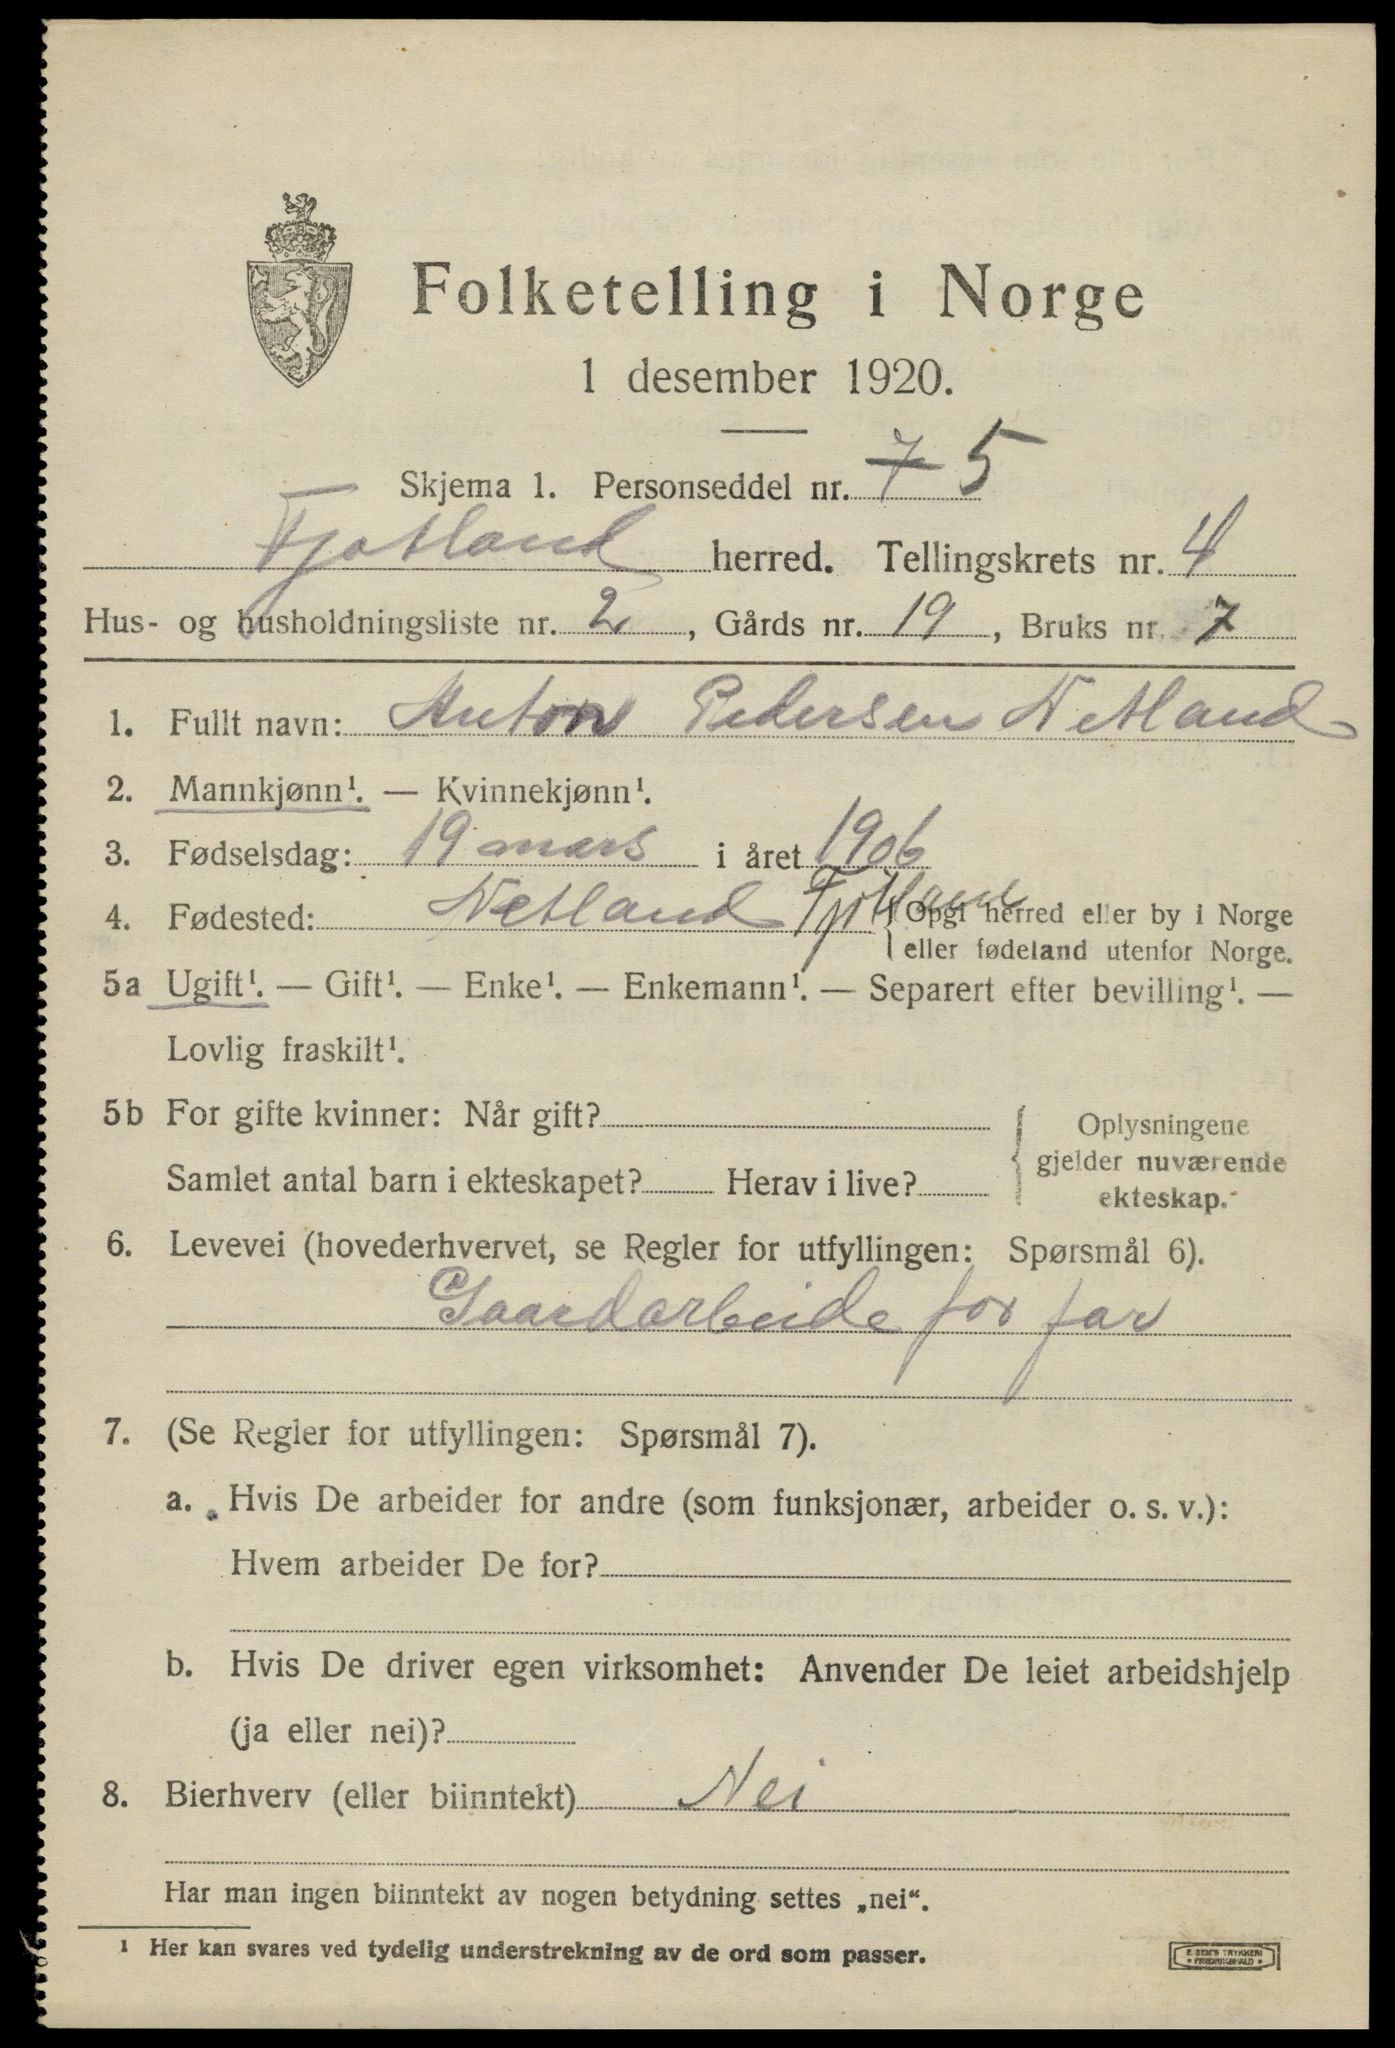 Folketelling i Norge
1 desember 1920.
Skjema 1. Personseddel nr. 7 5
Fjotland herred. Tellingskrets nr. 4
Hus- og husholdningsliste nr. 2, Gårds nr. 19, Bruks nr. 7
1. Fullt navn: Anton Pedersen Netland
2. Mannkjønn¹. — Kvinnekjønn¹.
3. Fødselsdag: 19 mars i året 1906
4. Fødested: Netland Fjotland { Opgi herred eller by i Norge
eller fødeland utenfor Norge.
5a Ugift¹. — Gift¹. — Enke¹. — Enkemann¹. — Separert efter bevilling¹. —
Lovlig fraskilt¹.
5b For gifte kvinner: Når gift?
Samlet antal barn i ekteskapet? Herav i live?
{ Oplysningene
gjelder nuværende
ekteskap.
6. Levevei (hovederhvervet, se Regler for utfyllingen: Spørsmål 6).
Gaardarbeide for far
7. (Se Regler for utfyllingen: Spørsmål 7).
a. Hvis De arbeider for andre (som funksjonær, arbeider o. s. v.):
Hvem arbeider De for?
b. Hvis De driver egen virksomhet: Anvender De leiet arbeidshjelp
(ja eller nei)?
8. Bierhverv (eller biinntekt) Nei
Har man ingen biinntekt av nogen betydning settes „nei“.
¹ Her kan svares ved tydelig understrekning av de ord som passer.
TRYKKERI
FREDRIKSHALD